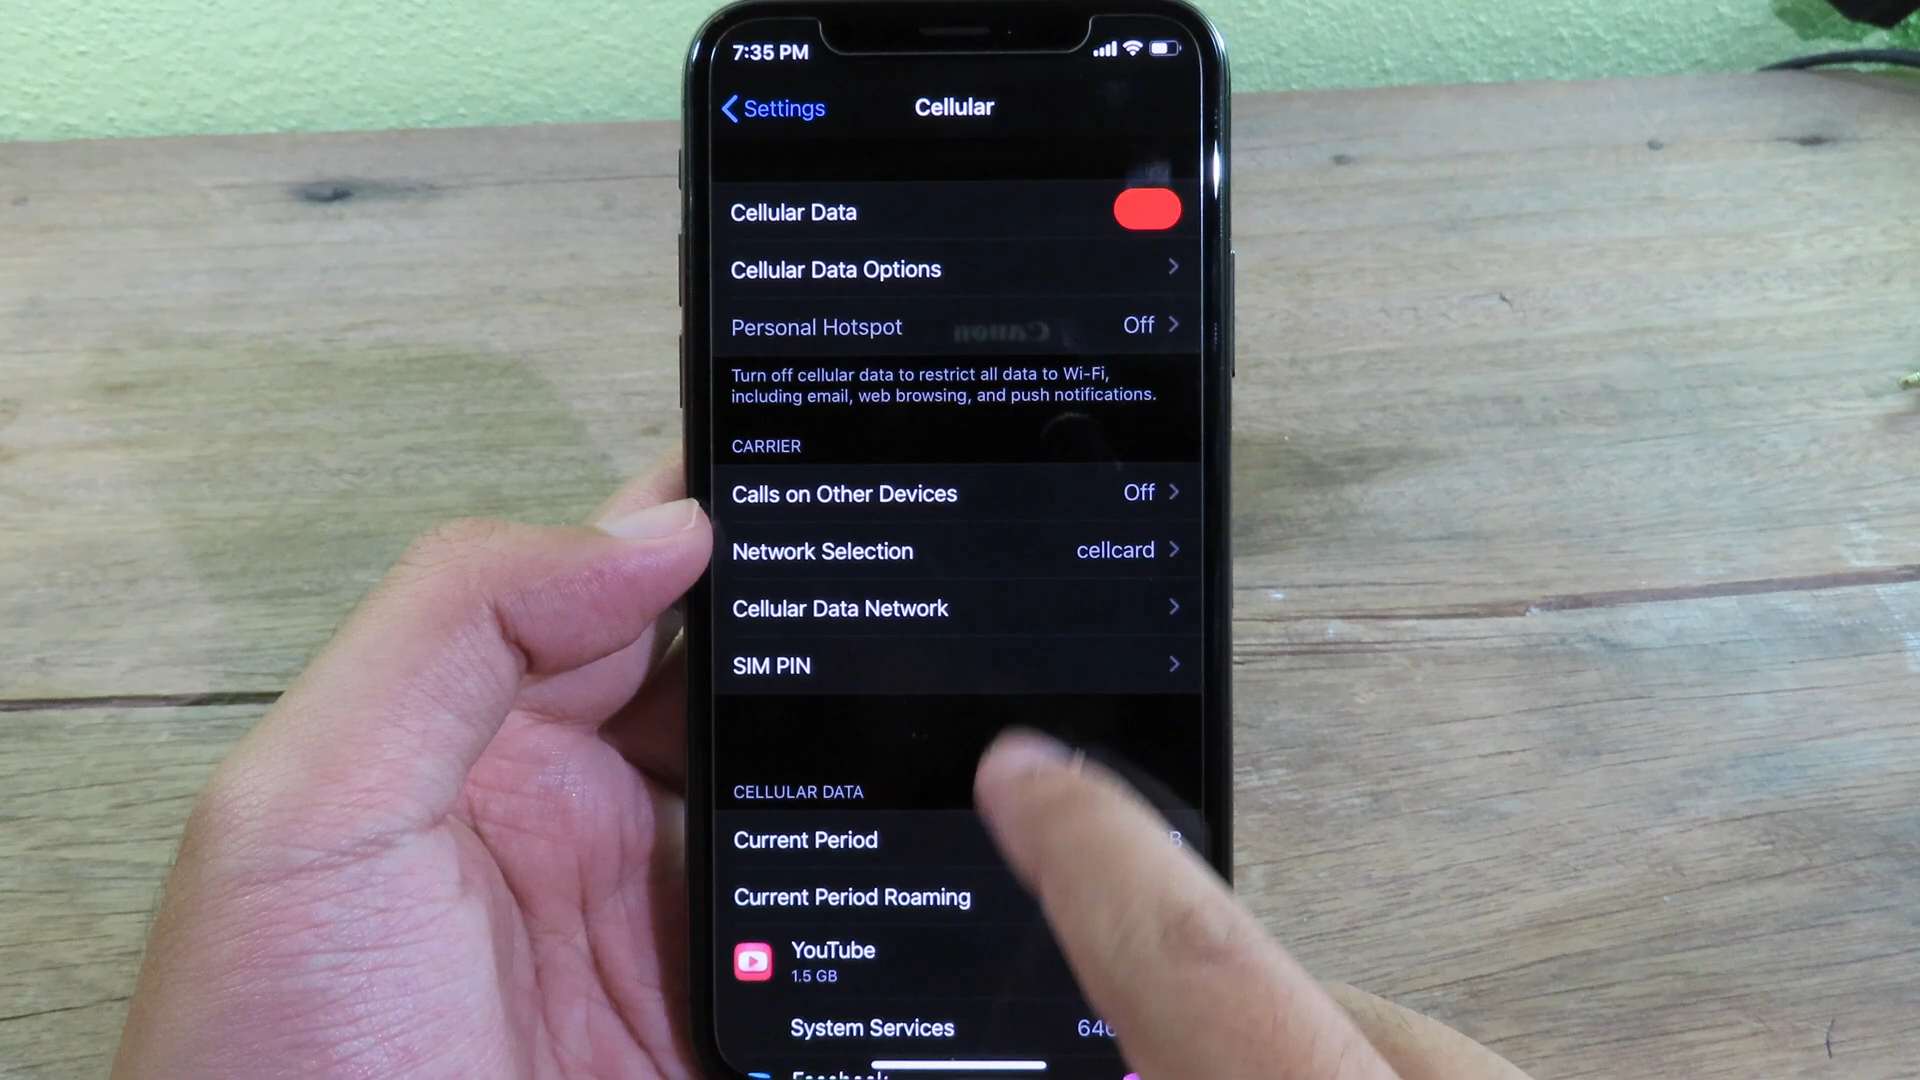 7:35 PM
Settings
Cellular
Cellular Data
Cellular Data Options
Personal Hotspot Off
Canon
Turn off cellular data to restrict all data to Wi-Fi,
including email, web browsing, and push notifications.
CARRIER
Calls on Other Devices Off
Network Selection cellcard
Cellular Data Network
SIM PIN
CELLULAR DATA
Current Period
Current Period Roaming
YouTube
1.5 GB
System Services
Facebook